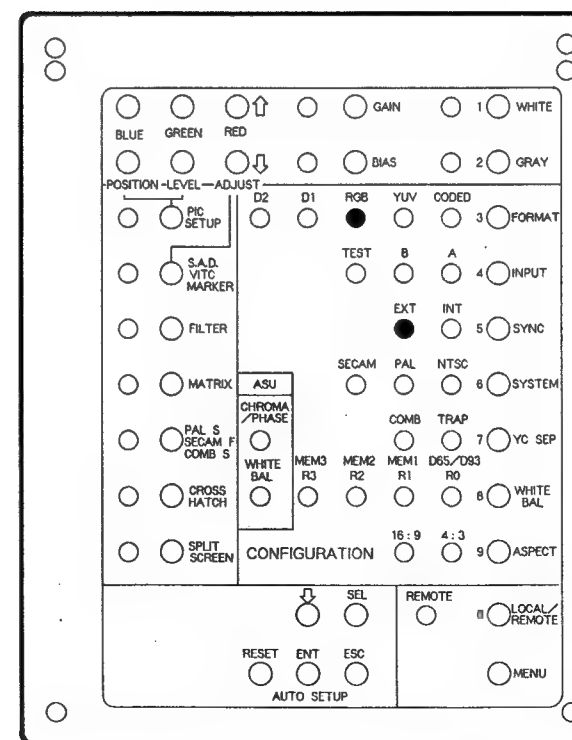 GAIN 1 WHITE
BLUE GREEN RED
BIAS 2 GRAY
POSITION LEVEL ADJUST
D2 D1 RGB YUV CODED
PIC SETUP 3 FORMAT
TEST B A
S.A.D. VITC MARKER 4 INPUT
EXT INT
FILTER 5 SYNC
SECAM PAL NTSC
MATRIX ASU 6 SYSTEM
CHROMA /PHASE COMB TRAP
PAL S SECAM F COMB S 7 YC SEP
WHITE BAL MEM3 R3 MEM2 R2 MEM1 R1 D65/D93 R0
CROSS HATCH 8 WHITE BAL
16:9 4:3
SPLIT SCREEN CONFIGURATION 9 ASPECT
SEL REMOTE
LOCAL/ REMOTE
RESET ENT ESC
MENU
AUTO SETUP